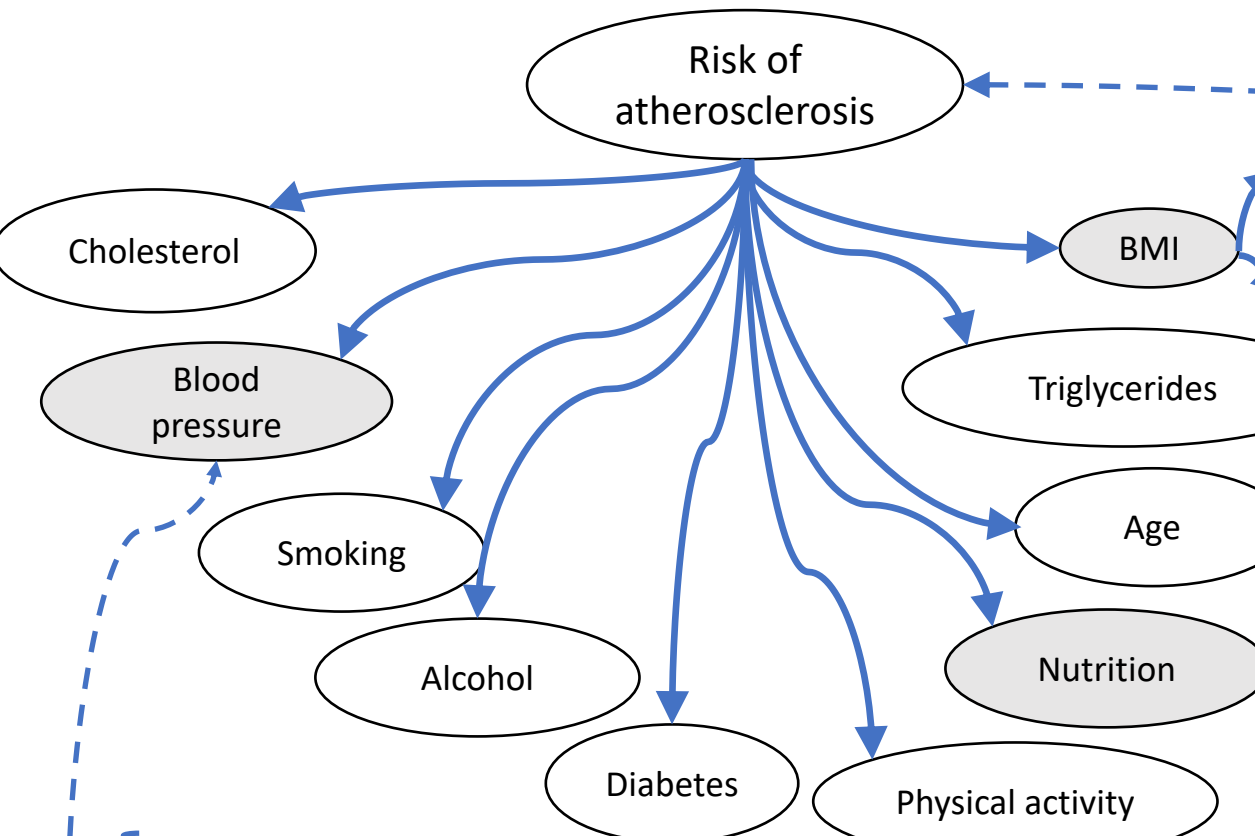 Risk of
atherosclerosis
Cholesterol
BMI
Blood
pressure
Triglycerides
Smoking
Age
Alcohol
Nutrition
Diabetes
Physical activity